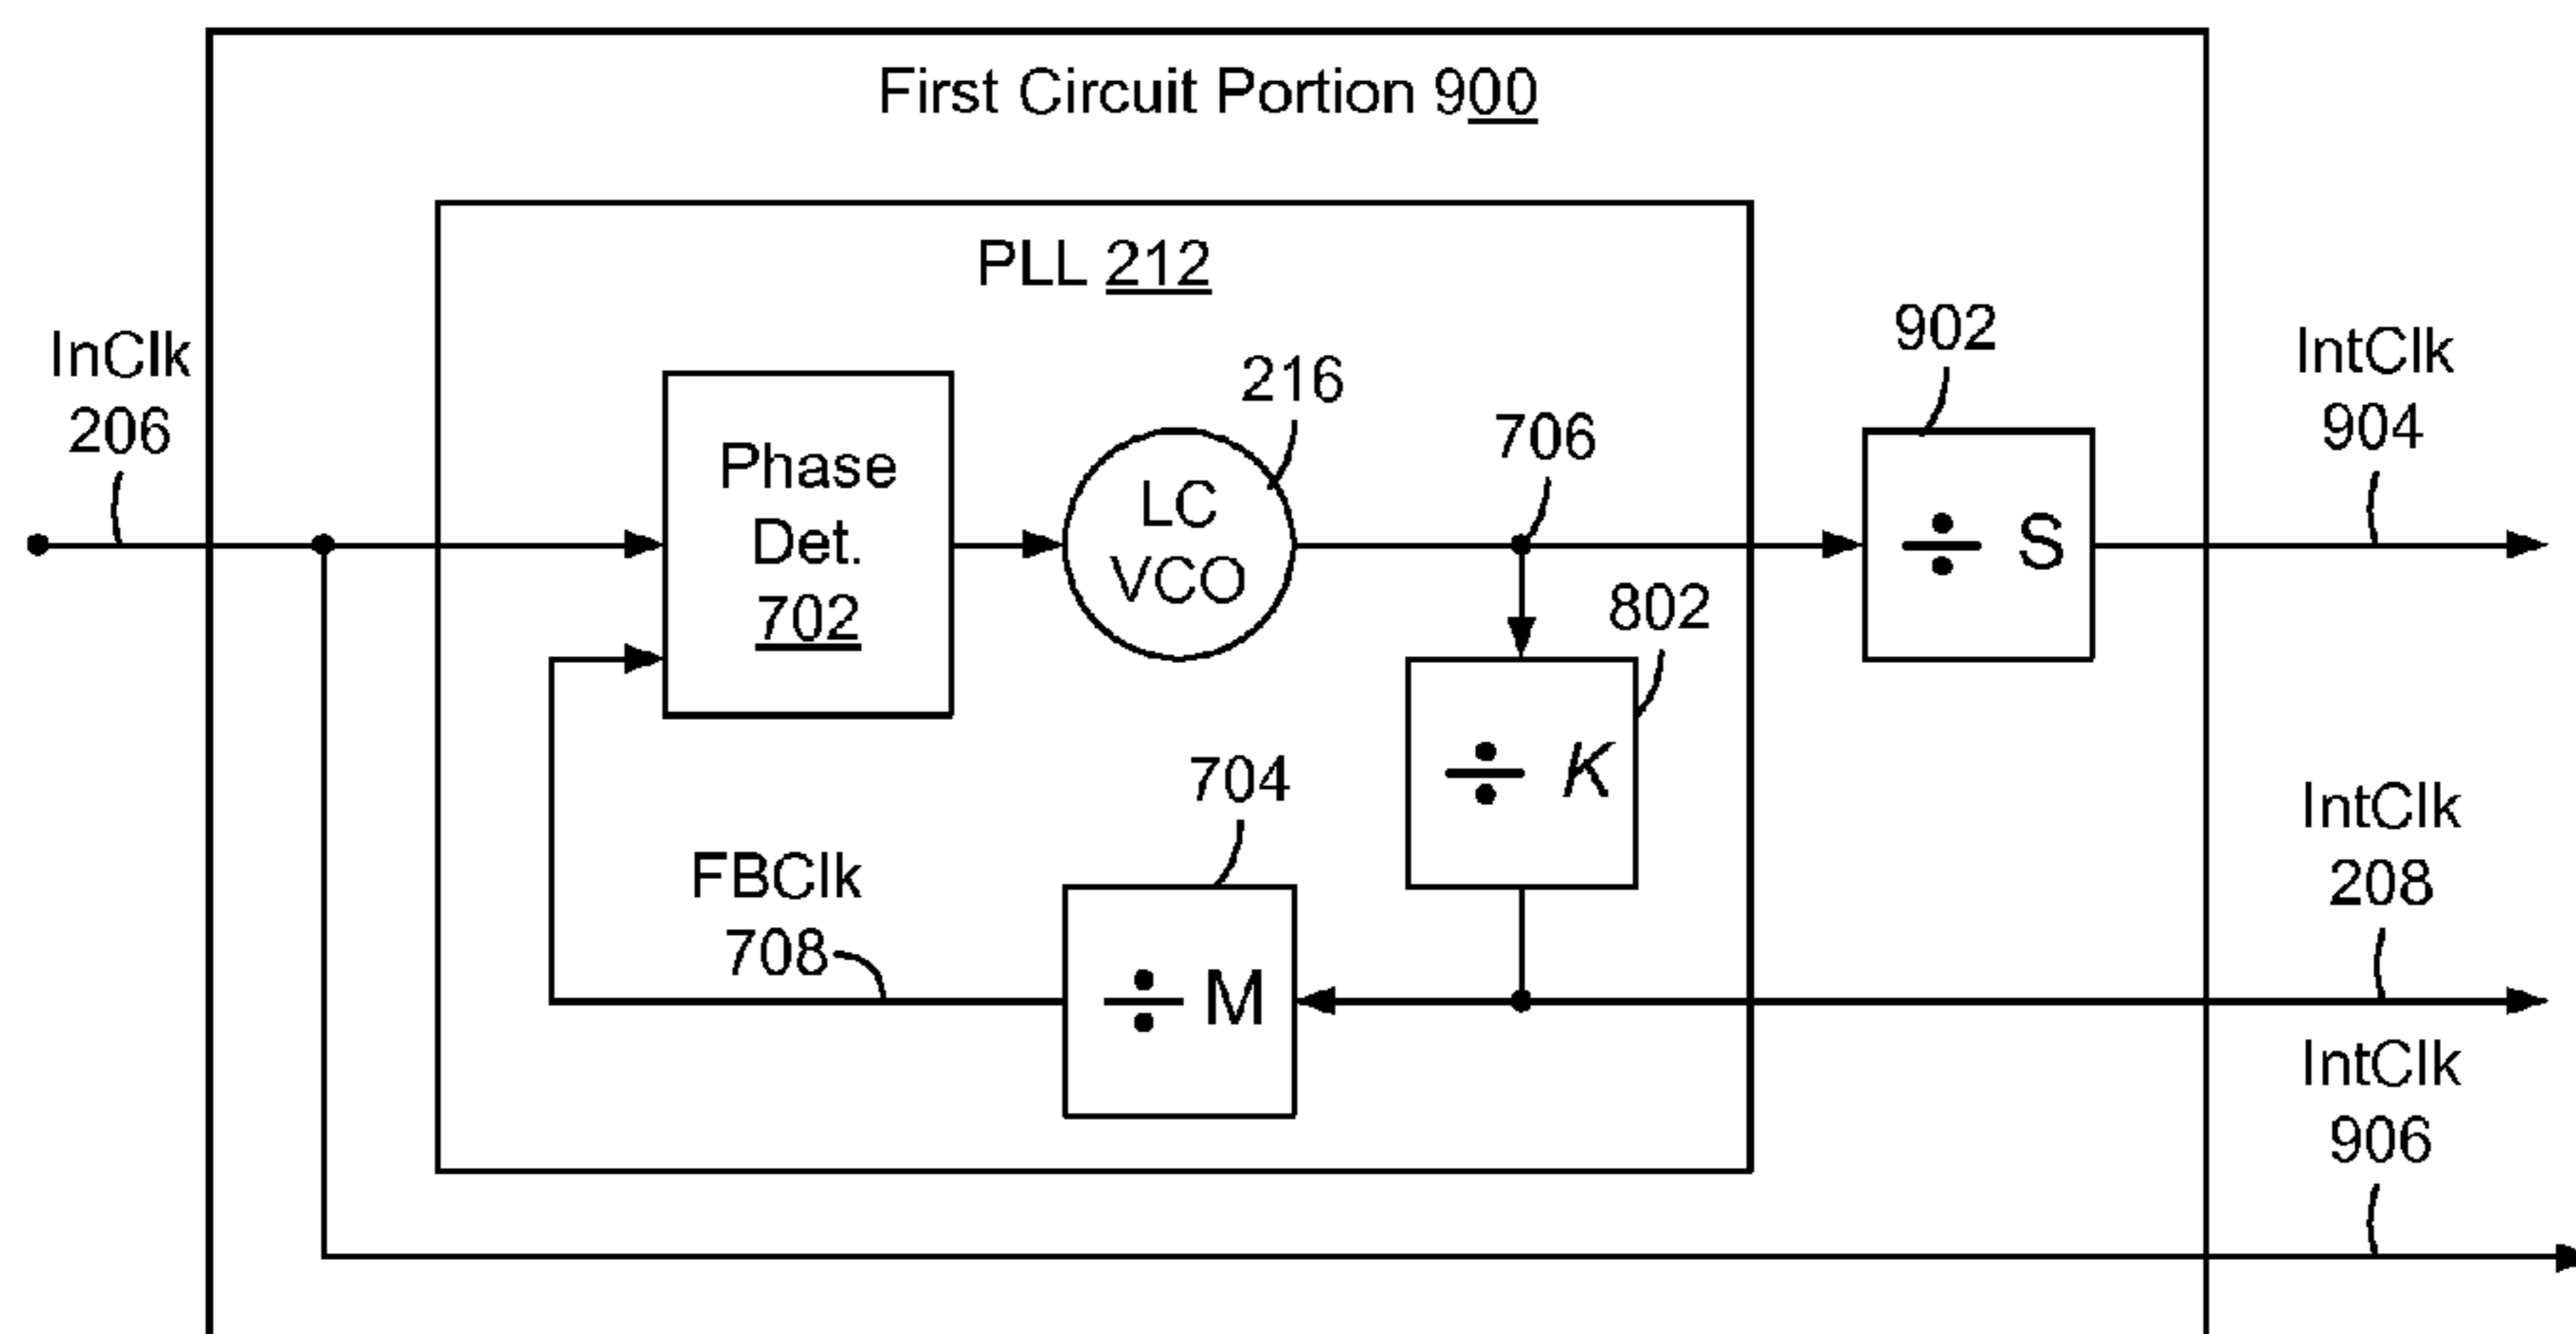 First Circuit Portion 900
PLL 212
InClk
206
Phase
Det.
702
216
LC
VCO
706
902
÷ S
IntClk
904
802
÷ K
704
÷ M
FBClk
708
IntClk
208
IntClk
906